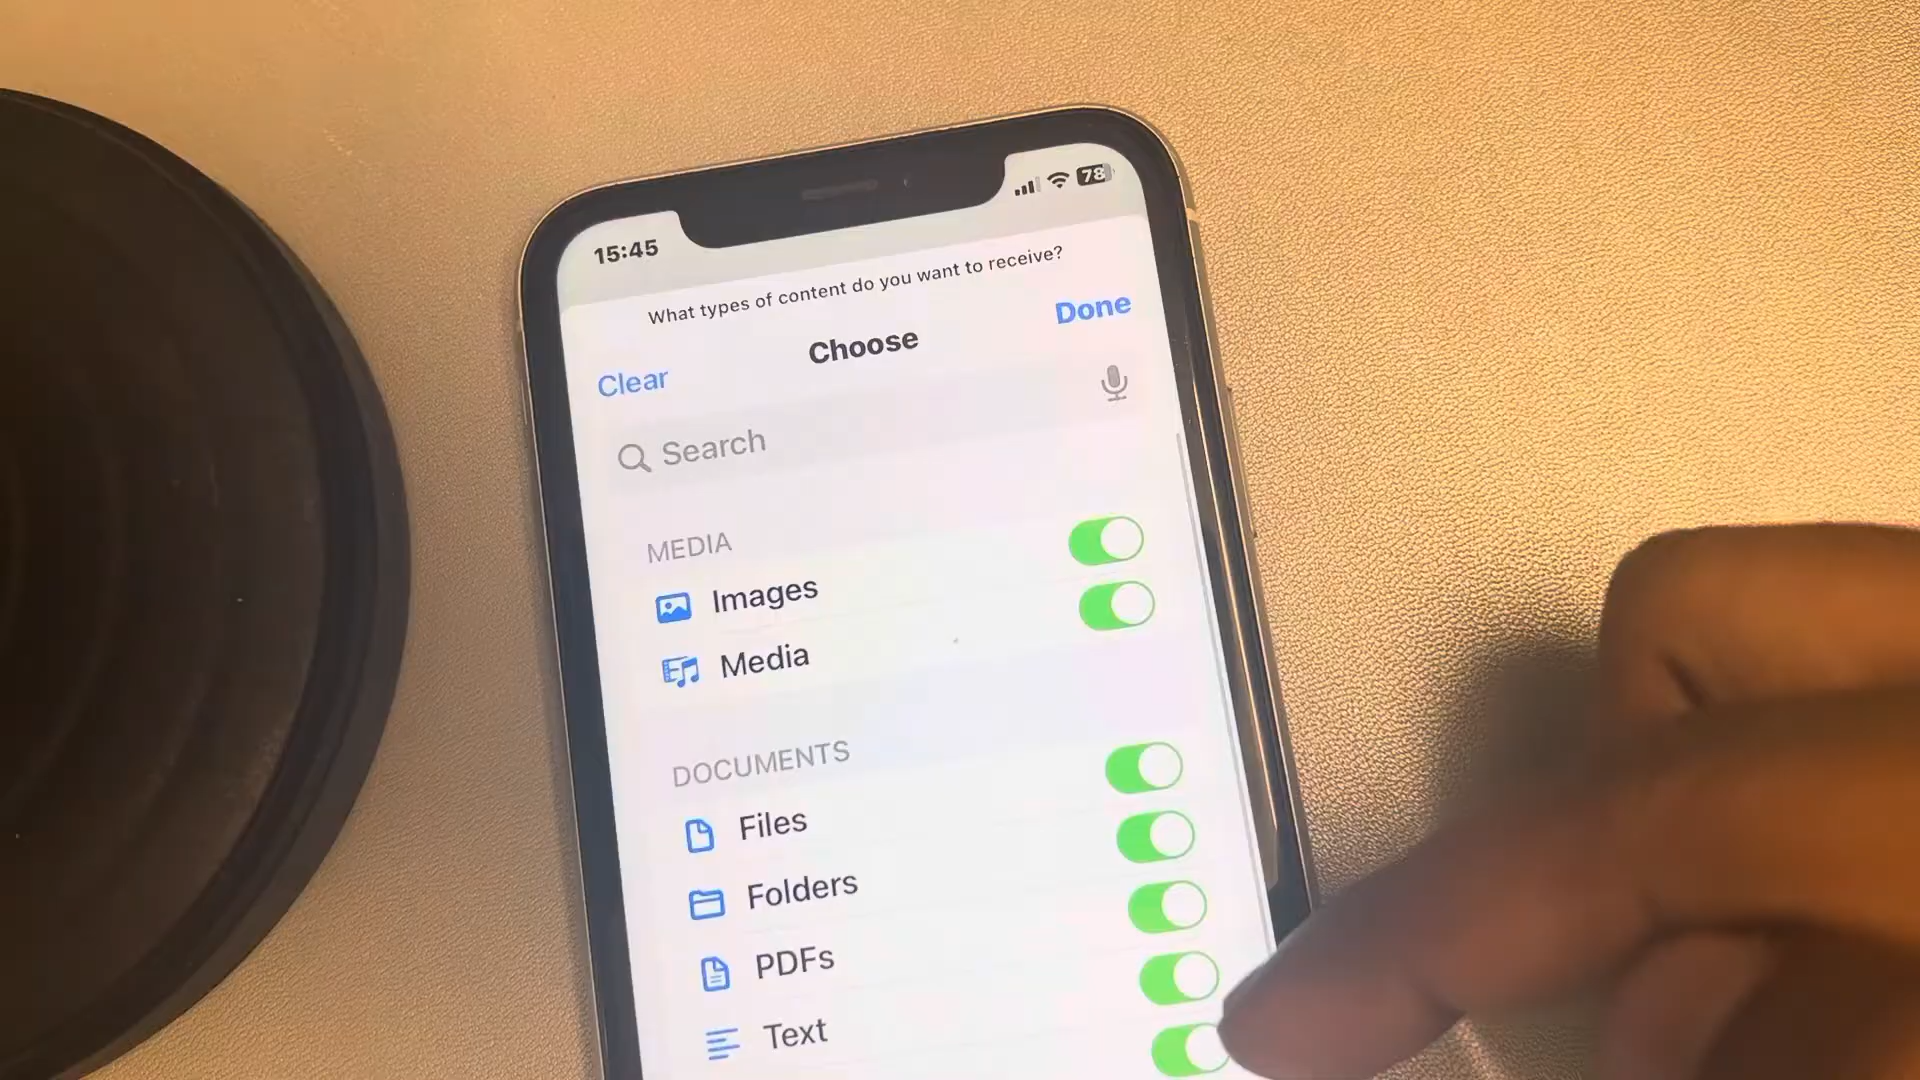 15:45
78
What types of content do you want to receive?
Clear
Choose
Done
Search
MEDIA
Images
Media
DOCUMENTS
Files
Folders
PDFs
Text